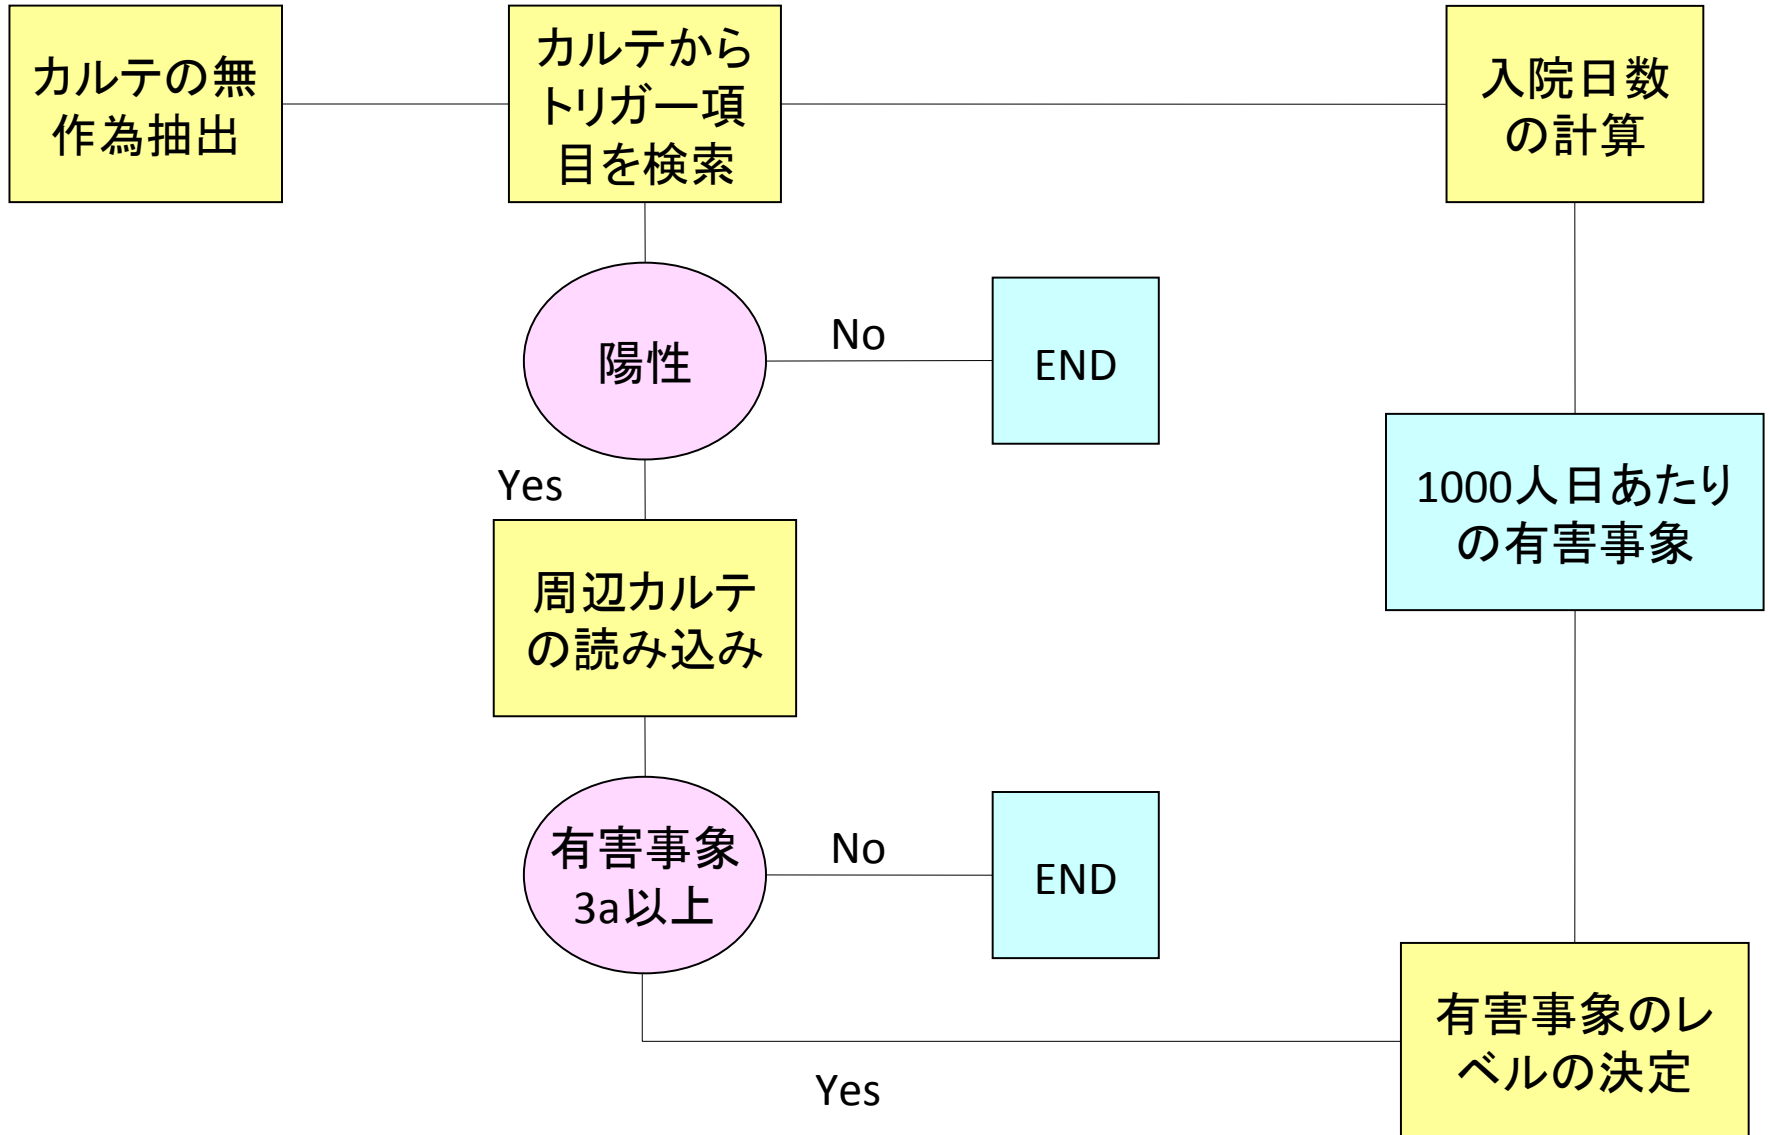 カルテの無
作為抽出
カルテから
トリガー項
目を検索
入院日数
の計算
陽性
No
END
Yes
1000人日あたり
の有害事象
周辺カルテ
の読み込み
有害事象
3a以上
No
END
有害事象のレ
ベルの決定
Yes